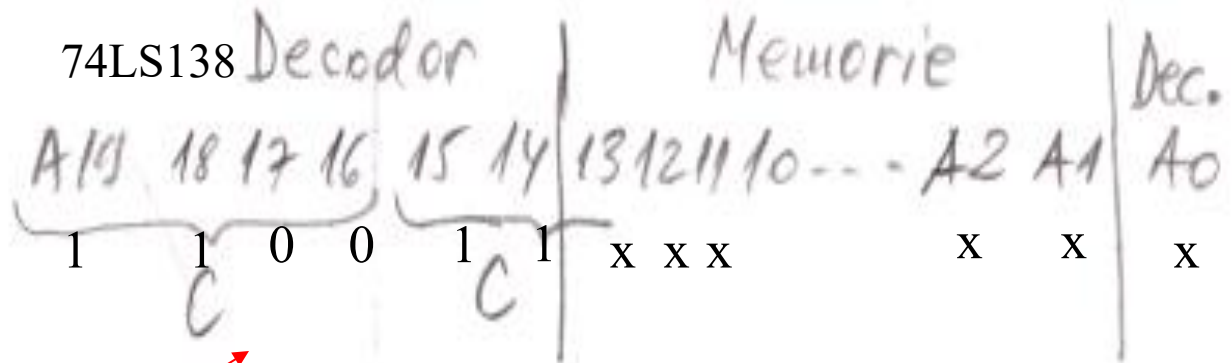 74LS138 Decodor Memorie Dec.
A19 18 17 16 15 14 13 12 11 10 --- A2 A1 A0
1 1 0 0 1 1 x x x x x x
C C